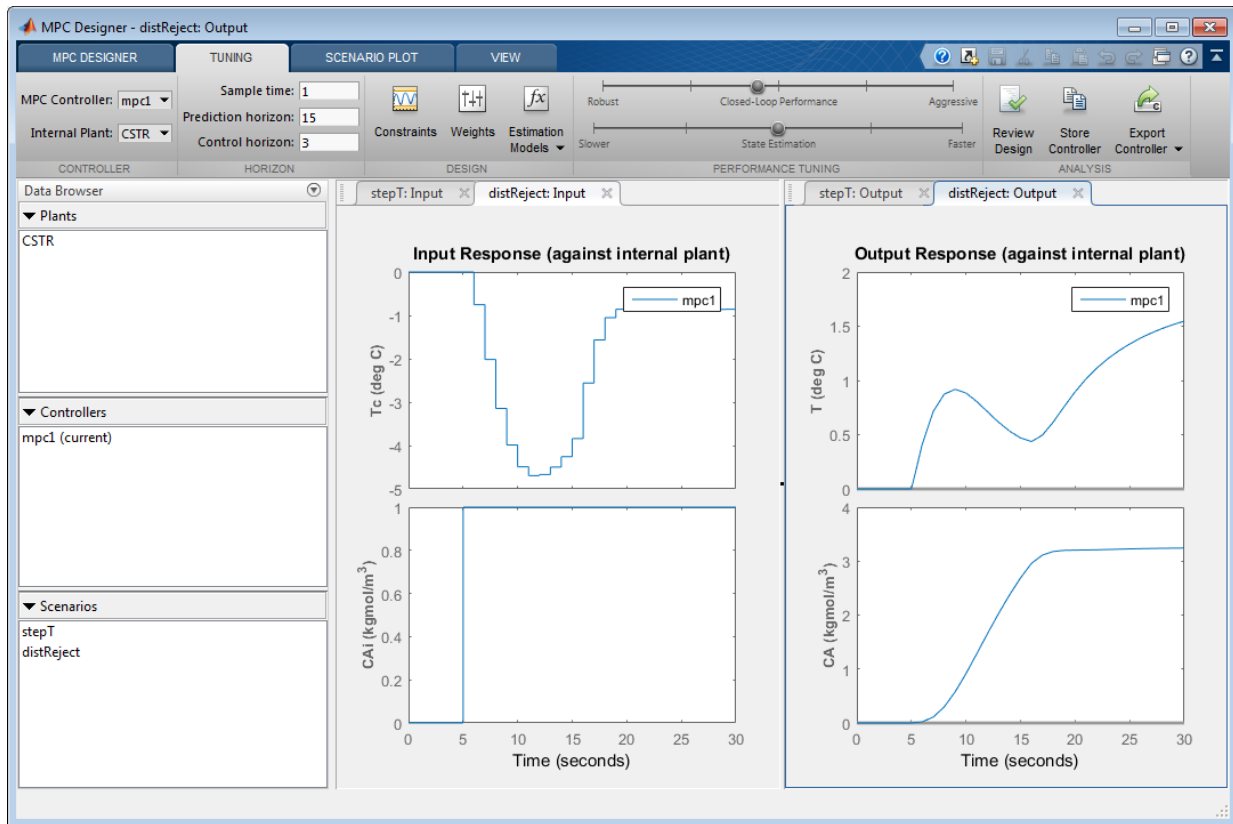 MPC Designer - distReject: Output
MPC DESIGNER TUNING SCENARIO PLOT VIEW
MPC Controller: mpc1
Internal Plant: CSTR
CONTROLLER
Sample time: 1
Prediction horizon: 15
Control horizon: 3
HORIZON
Constraints
Weights
Estimation
Models
DESIGN
Robust Closed-Loop Performance Aggressive
Slower State Estimation Faster
PERFORMANCE TUNING
Review
Design
Store
Controller
Export
Controller
ANALYSIS
Data Browser
Plants
CSTR
Controllers
mpc1 (current)
Scenarios
stepT
distReject
stepT: Input distReject: Input
Input Response (against internal plant)
mpc1
Tc (deg C)
0
-1
-2
-3
-4
-5
CAi (kgmol/m³)
1
0.8
0.6
0.4
0.2
0
0 5 10 15 20 25 30
Time (seconds)
stepT: Output distReject: Output
Output Response (against internal plant)
mpc1
T (deg C)
2
1.5
1
0.5
0
CA (kgmol/m³)
4
3
2
1
0
0 5 10 15 20 25 30
Time (seconds)